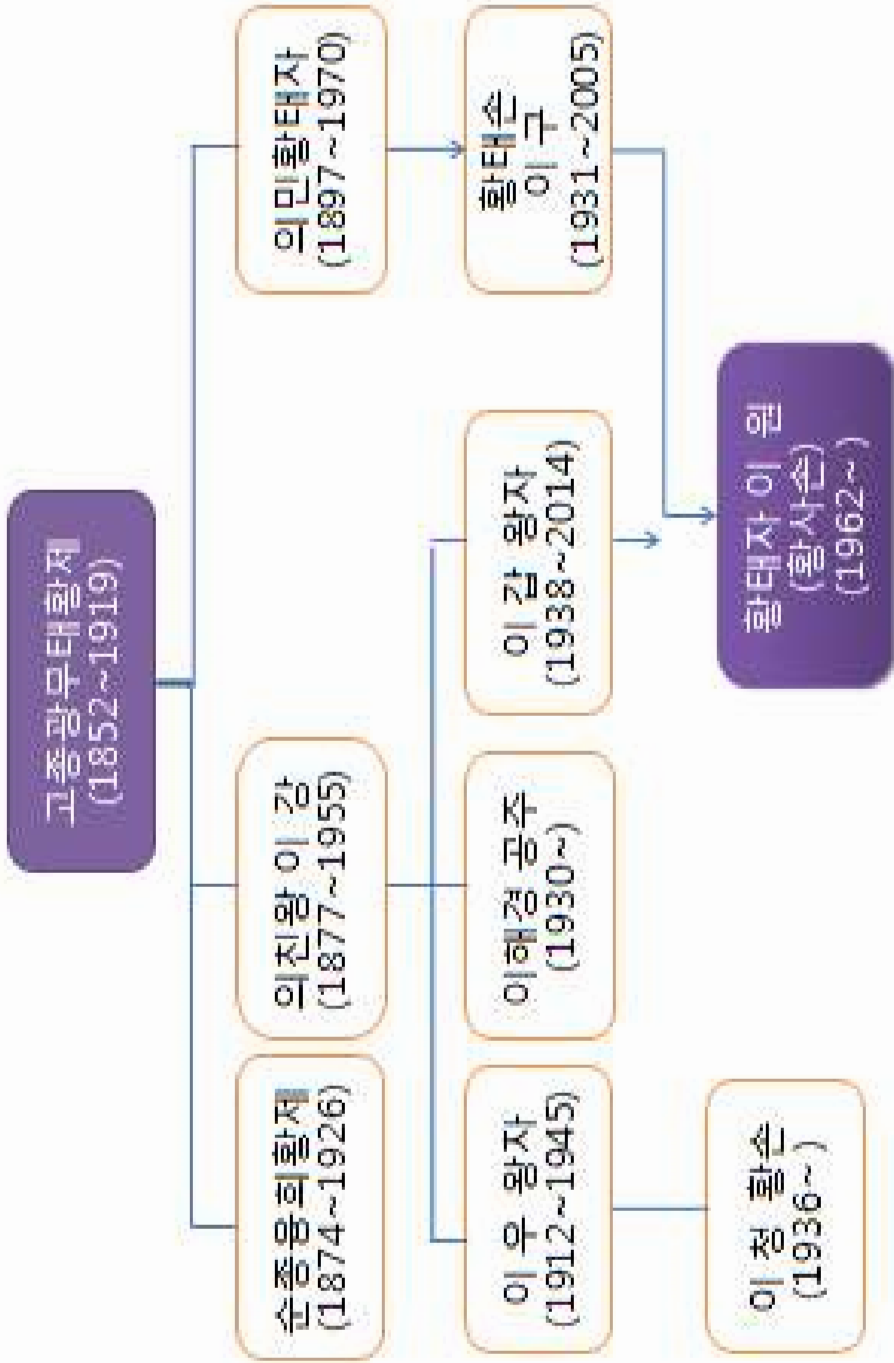 고종광무태황제
(1852~1919)
순종융희황제
(1874~1926)
의친왕 이 강
(1877~1955)
의민황태자
(1897~1970)
이 우 왕자
(1912~1945)
이해경 공주
(1930~)
이 갑 왕자
(1938~2014)
황태손
이 구
(1931~2005)
이 청 황손
(1936~ )
황태자 이 원
(황사손)
(1962~ )